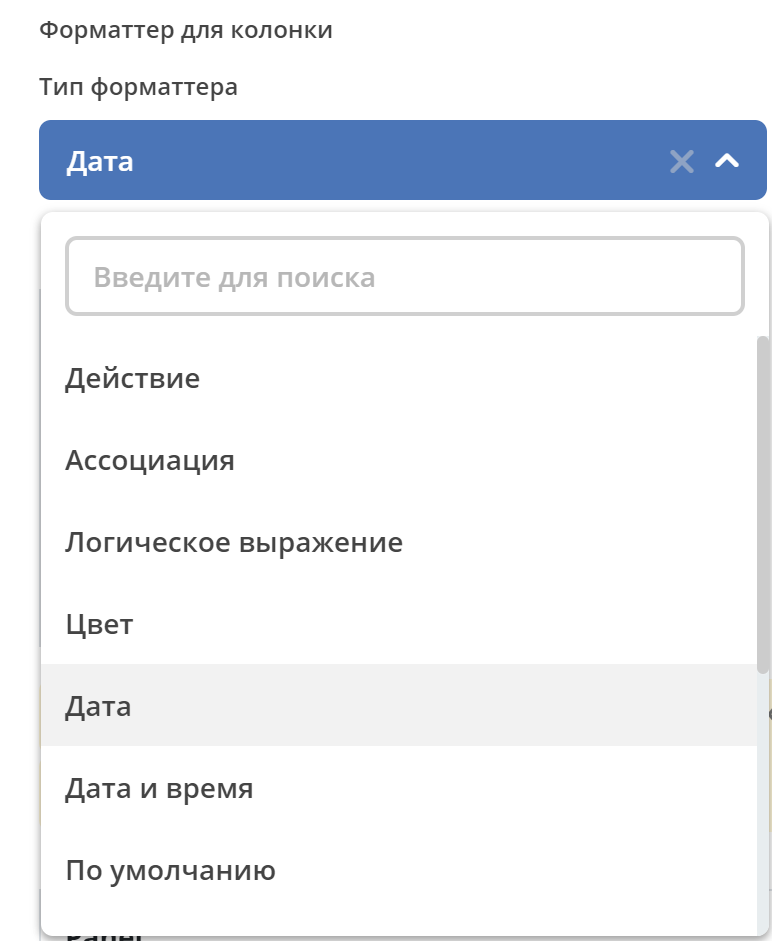 Форматтер для колонки
Тип форматтера
Дата
Введите для поиска
Действие
Ассоциация
Логическое выражение
Цвет
Дата
Дата и время
По умолчанию